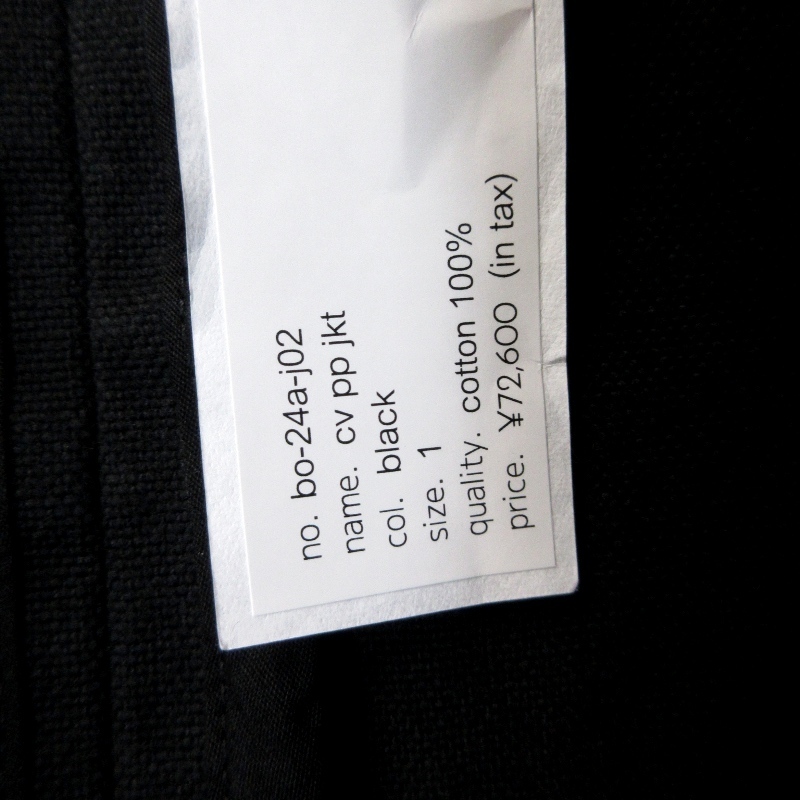 no. bo-24a-j02
name. cv pp jkt
col. black
size. 1
quality. cotton 100%
price. ¥72,600 (in tax)